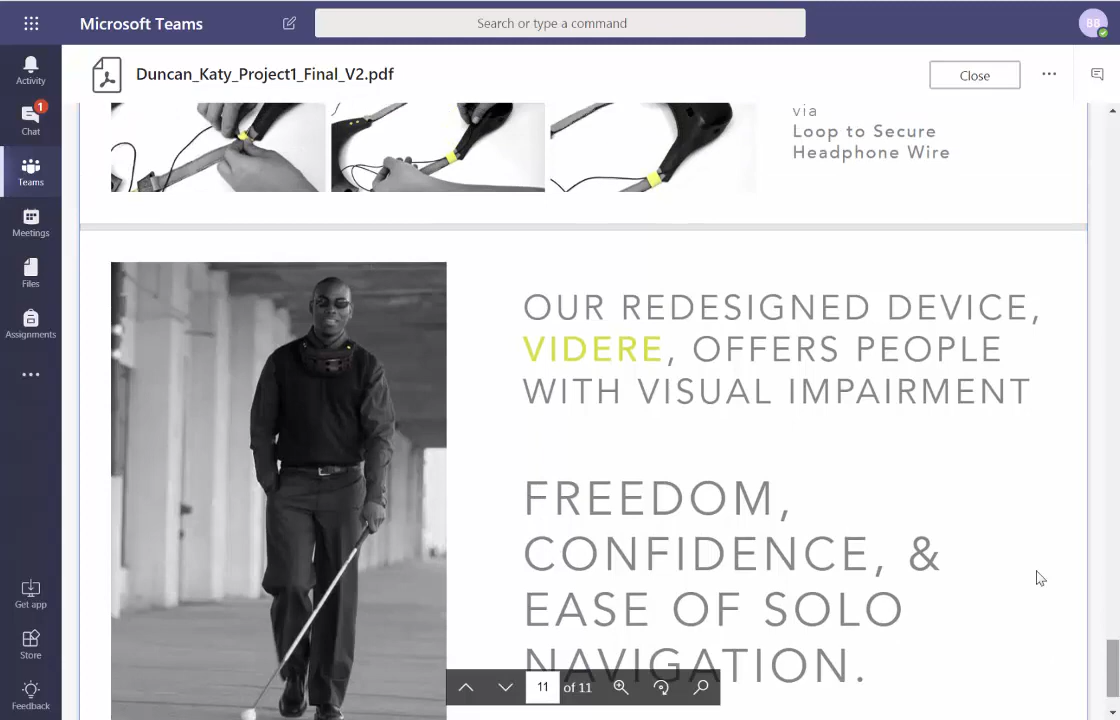 Microsoft Teams
Search or type a command
BB
Activity
1
Chat
Teams
Meetings
Files
Assignments
Get app
Store
Feedback
Duncan_Katy_Project1_Final_V2.pdf
Close
via
Loop to Secure
Headphone Wire
OUR REDESIGNED DEVICE,
VIDERE, OFFERS PEOPLE
WITH VISUAL IMPAIRMENT
FREEDOM,
CONFIDENCE, &
EASE OF SOLO
NAVIGATION.
11 of 11